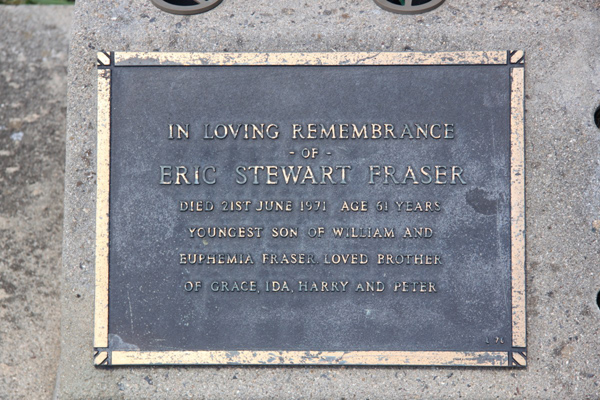 IN LOVING REMEMBRANCE
- OF -
ERIC STEWART FRASER
DIED 21ST JUNE 1971 AGE 61 YEARS
YOUNGEST SON OF WILLIAM AND
EUPHEMIA FRASER. LOVED BROTHER
OF GRACE, IDA, HARRY AND PETER